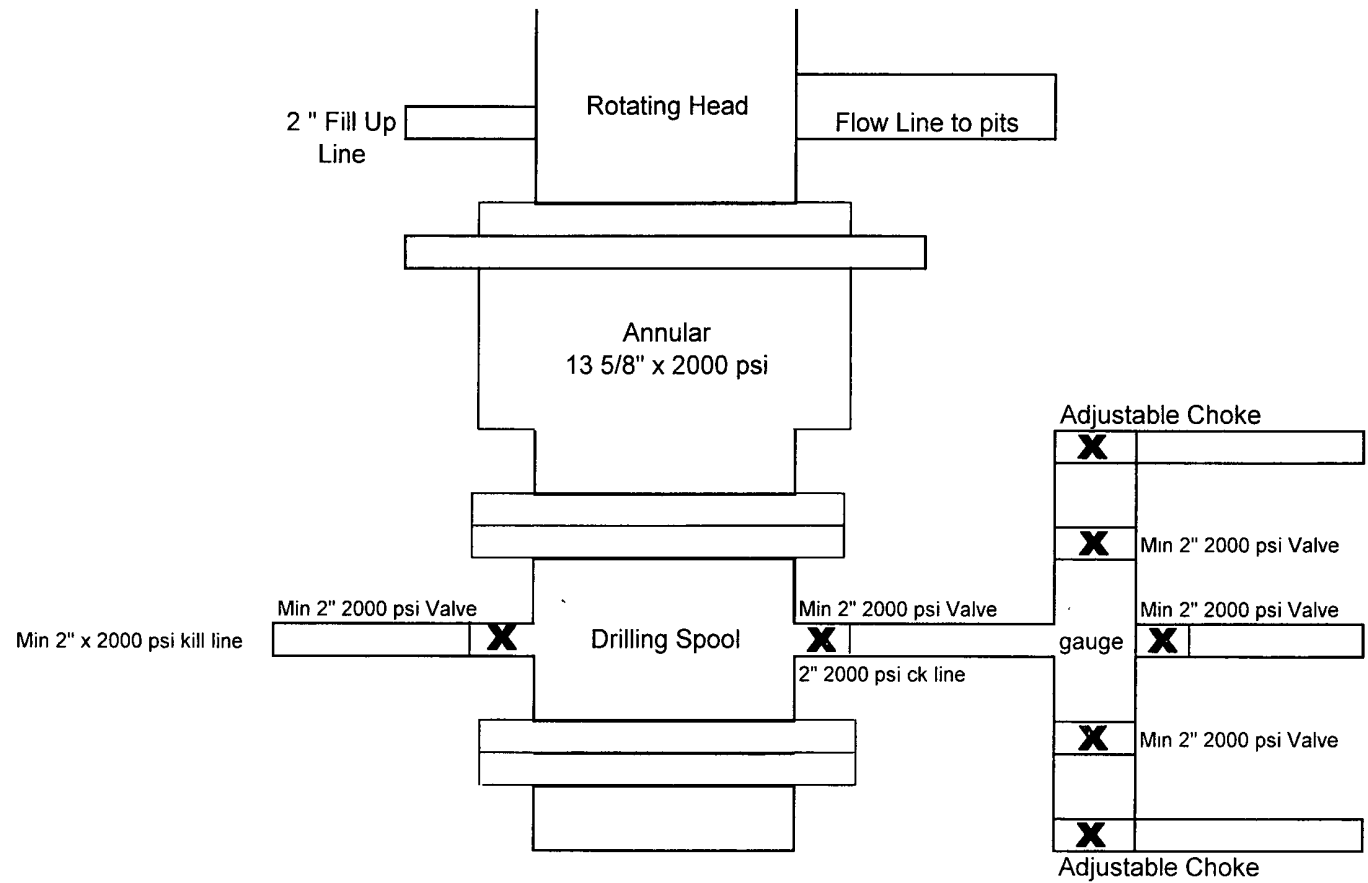 Rotating Head
2 " Fill Up
Line
Flow Line to pits
Annular
13 5/8" x 2000 psi
Adjustable Choke
X
X Min 2" 2000 psi Valve
Min 2" 2000 psi Valve
Min 2" x 2000 psi kill line
X
Drilling Spool
Min 2" 2000 psi Valve
X
2" 2000 psi ck line
gauge
Min 2" 2000 psi Valve
X
X Min 2" 2000 psi Valve
X
Adjustable Choke